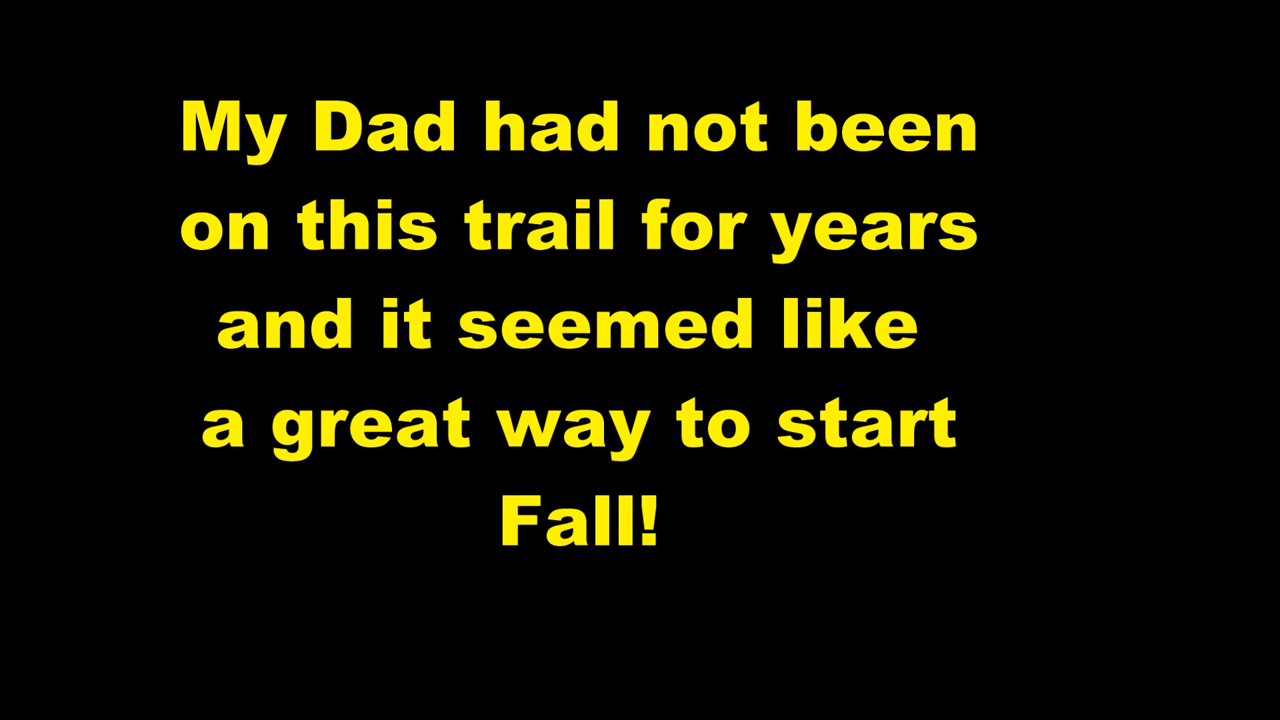 My Dad had not been
on this trail for years
and it seemed like
a great way to start
Fall!